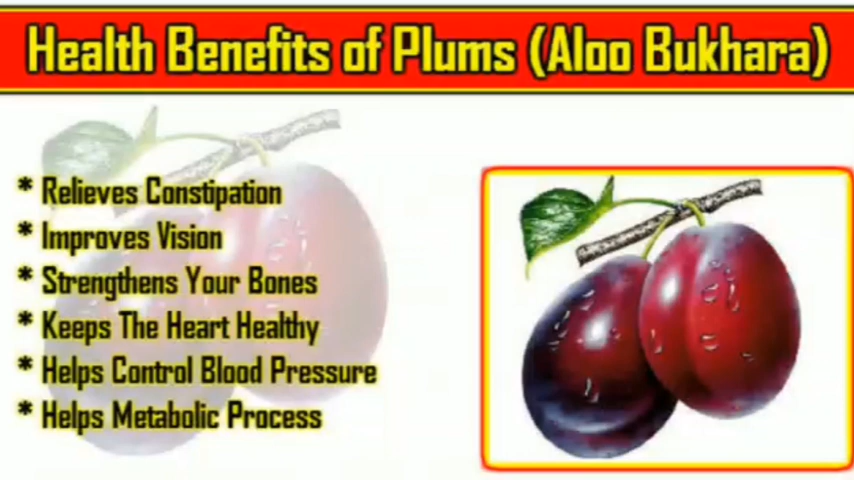 Health Benefits of Plums (Aloo Bukhara)
* Relieves Constipation
* Improves Vision
* Strengthens Your Bones
* Keeps The Heart Healthy
* Helps Control Blood Pressure
* Helps Metabolic Process